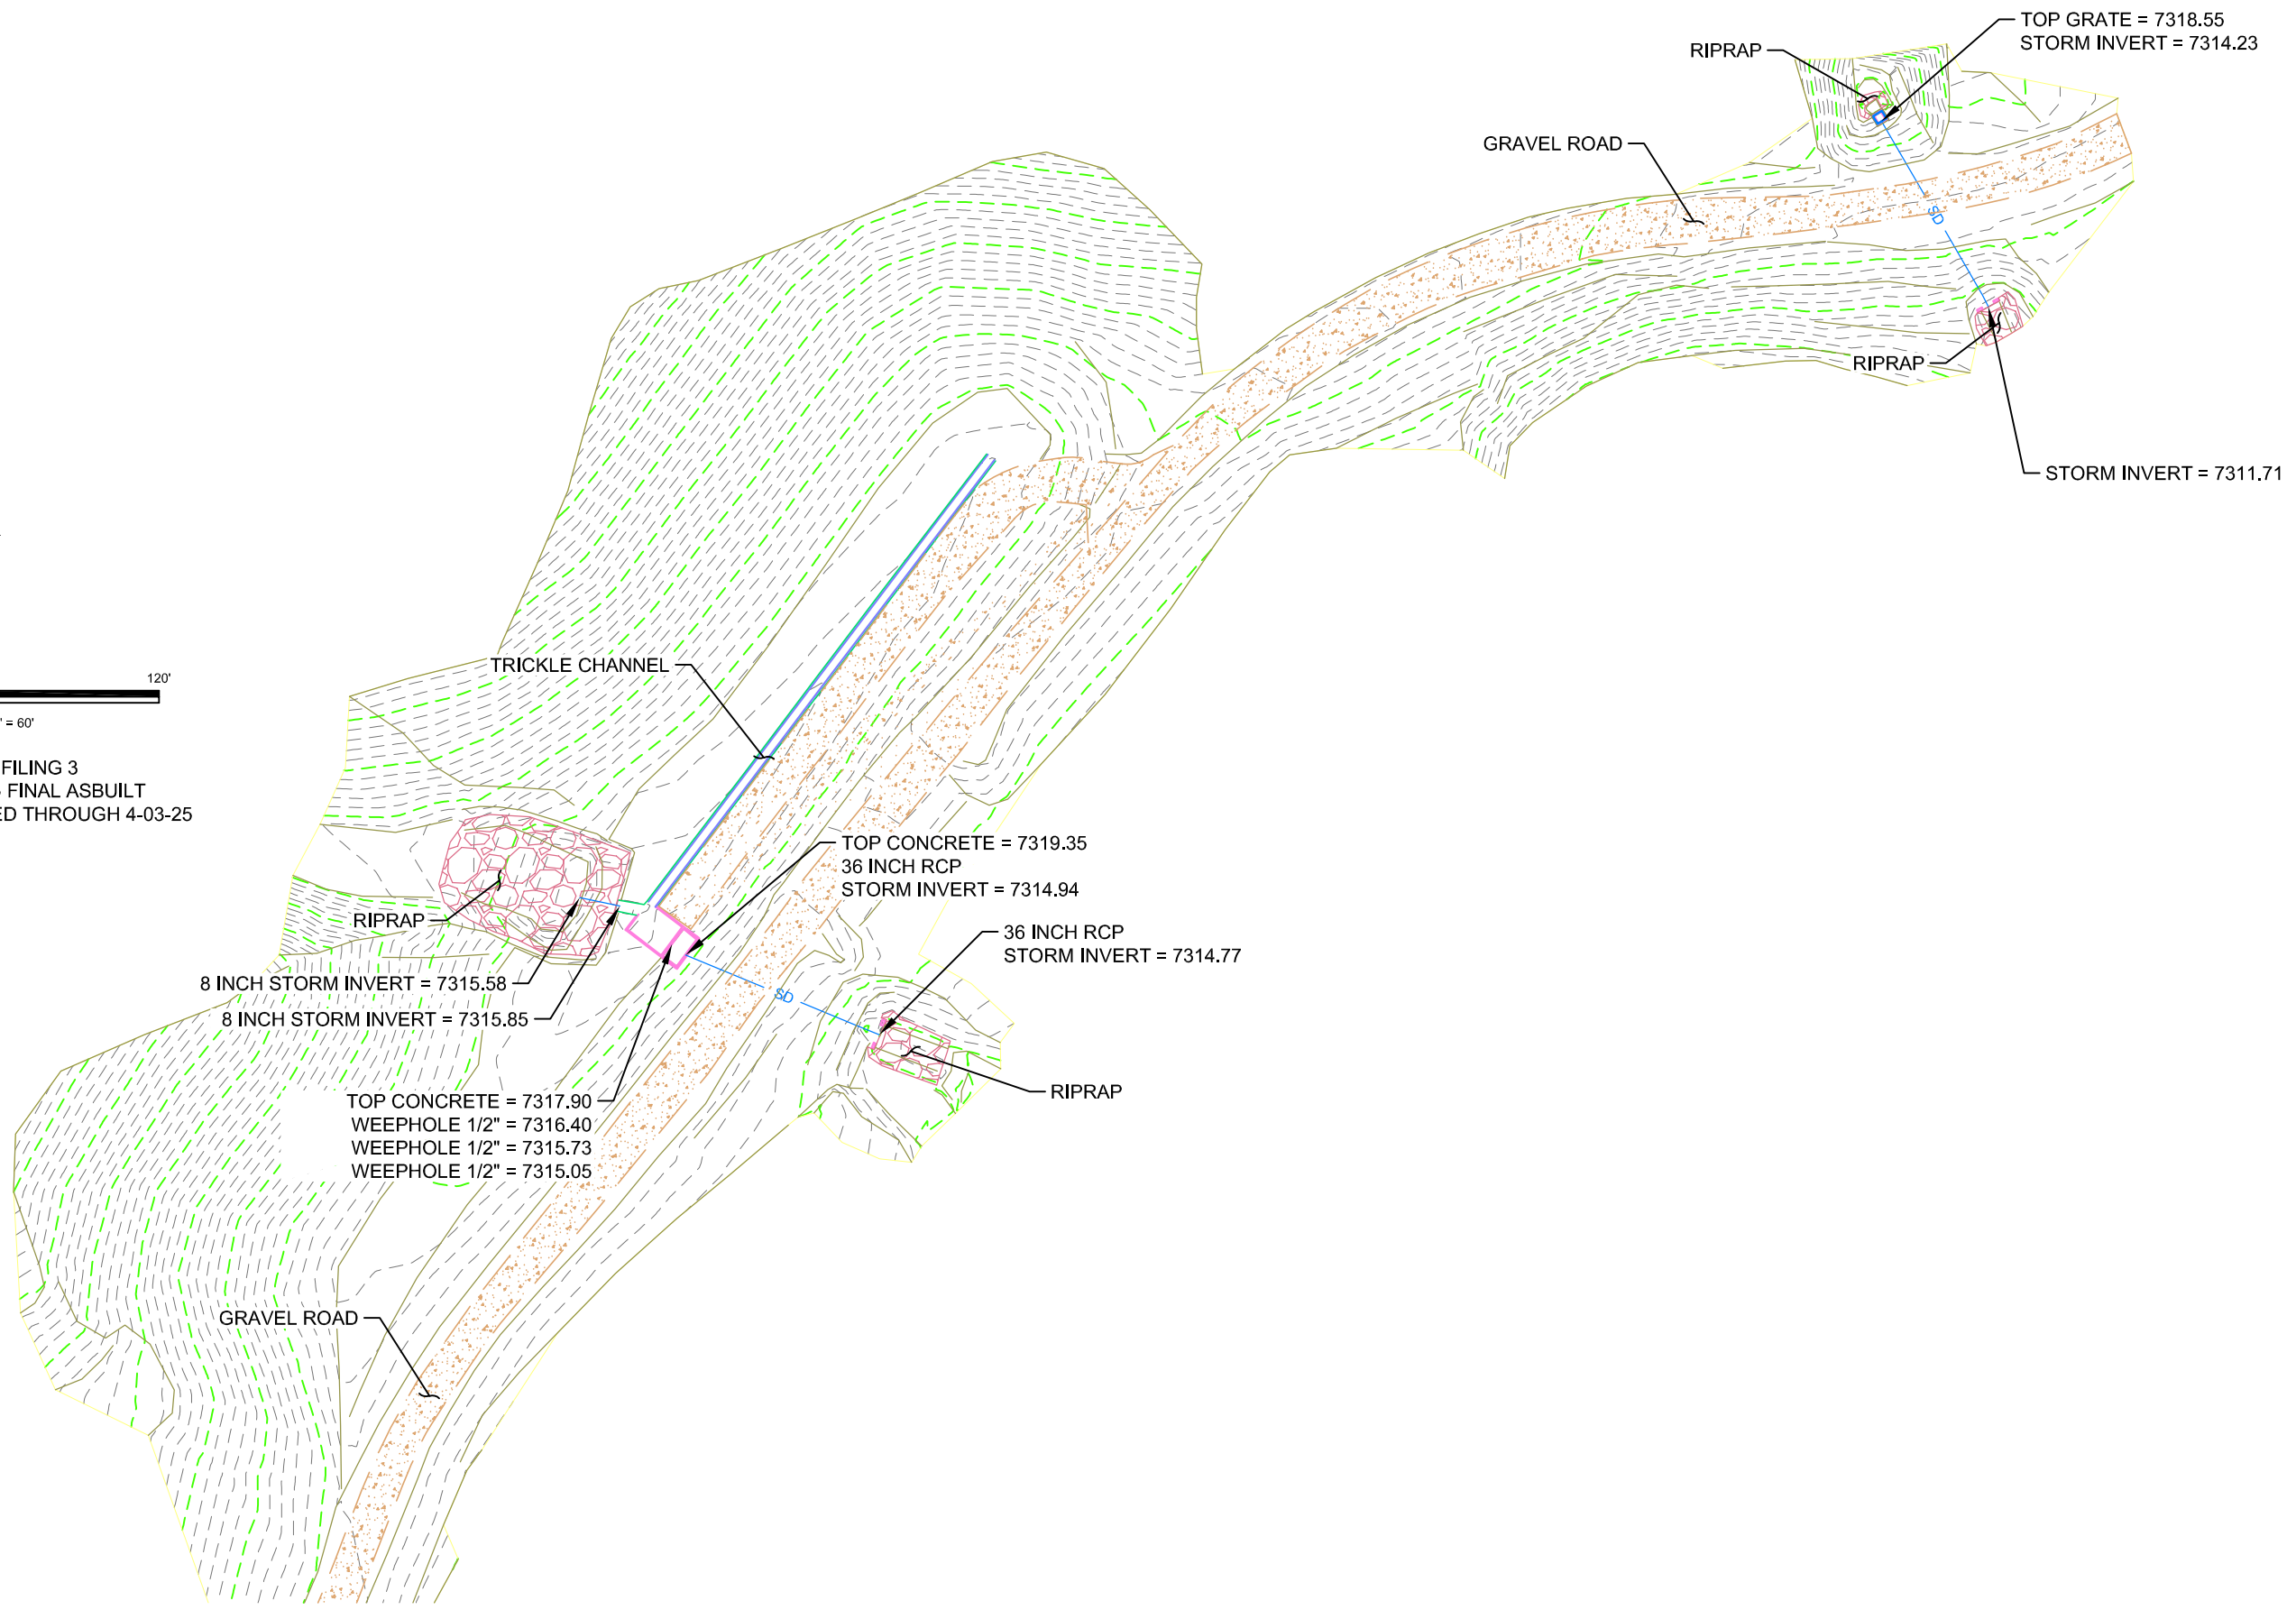 TOP GRATE = 7318.55
STORM INVERT = 7314.23
RIPRAP
GRAVEL ROAD
SD
RIPRAP
STORM INVERT = 7311.71
TRICKLE CHANNEL
120'
' = 60'
FILING 3
FINAL ASBUILT
ED THROUGH 4-03-25
TOP CONCRETE = 7319.35
36 INCH RCP
STORM INVERT = 7314.94
RIPRAP
36 INCH RCP
STORM INVERT = 7314.77
8 INCH STORM INVERT = 7315.58
SD
8 INCH STORM INVERT = 7315.85
RIPRAP
TOP CONCRETE = 7317.90
WEEPHOLE 1/2" = 7316.40
WEEPHOLE 1/2" = 7315.73
WEEPHOLE 1/2" = 7315.05
GRAVEL ROAD